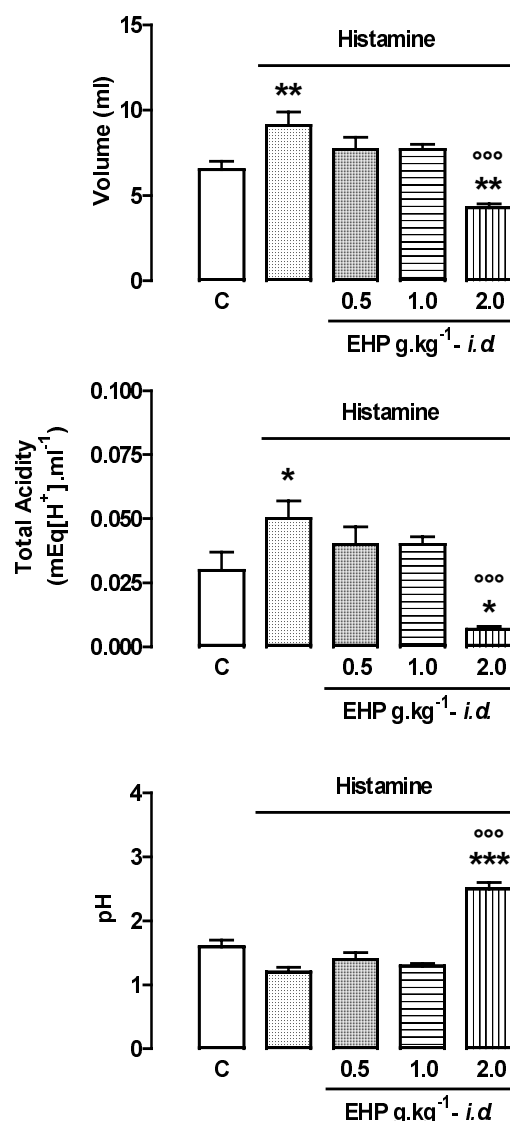 15
Histamine
**
10
Volume (ml)
°°°
**
5
0
C 0.5 1.0 2.0
EHP g.kg⁻¹- i.d
0.100
Histamine
0.075
Total Acidity
(mEq[H⁺].ml⁻¹)
*
0.050
0.025
°°°
*
0.000
C 0.5 1.0 2.0
EHP g.kg⁻¹- i.d
Histamine
4
°°°
***
3
pH
2
1
0
C 0.5 1.0 2.0
EHP g.kg⁻¹- i.d